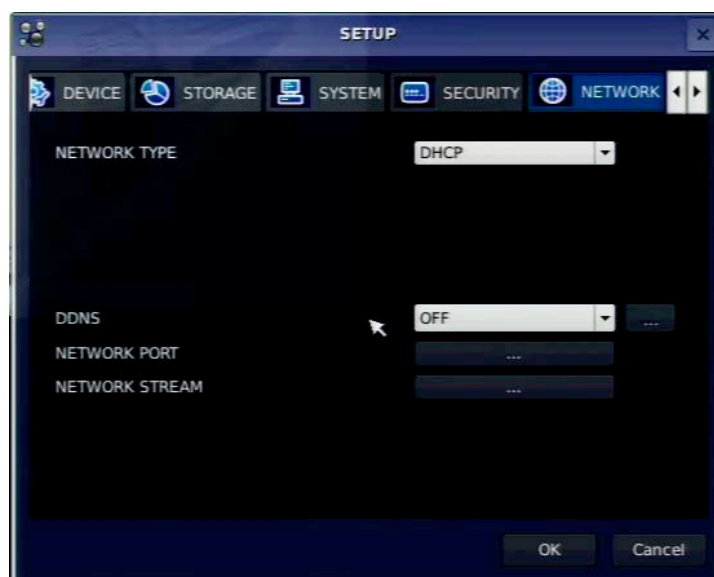 SETUP
DEVICE STORAGE SYSTEM SECURITY NETWORK
NETWORK TYPE DHCP
DDNS OFF ...
NETWORK PORT ...
NETWORK STREAM ...
OK Cancel